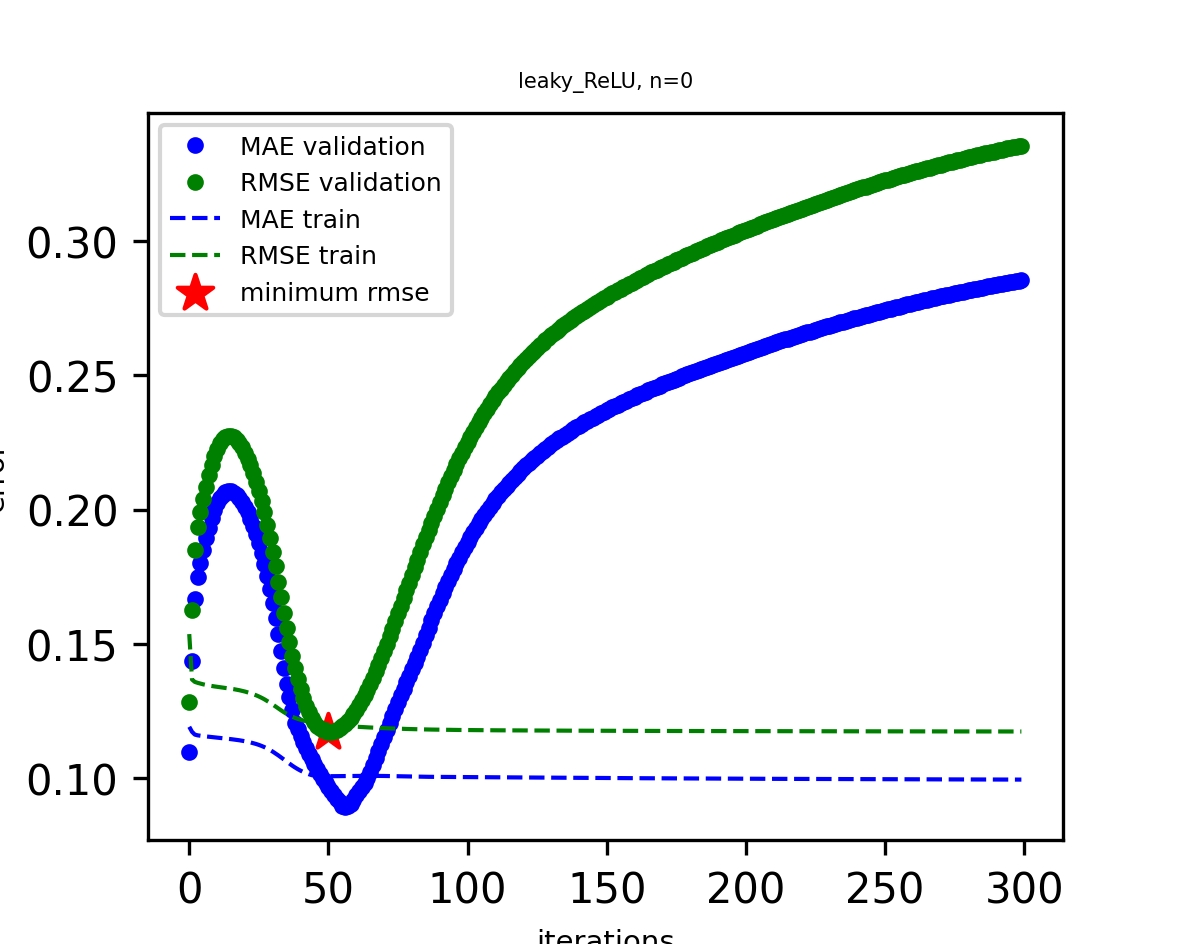 leaky_ReLU, n=0
MAE validation
RMSE validation
MAE train
RMSE train
minimum rmse
0.30
0.25
0.20
0.15
0.10
0 50 100 150 200 250 300
iterations